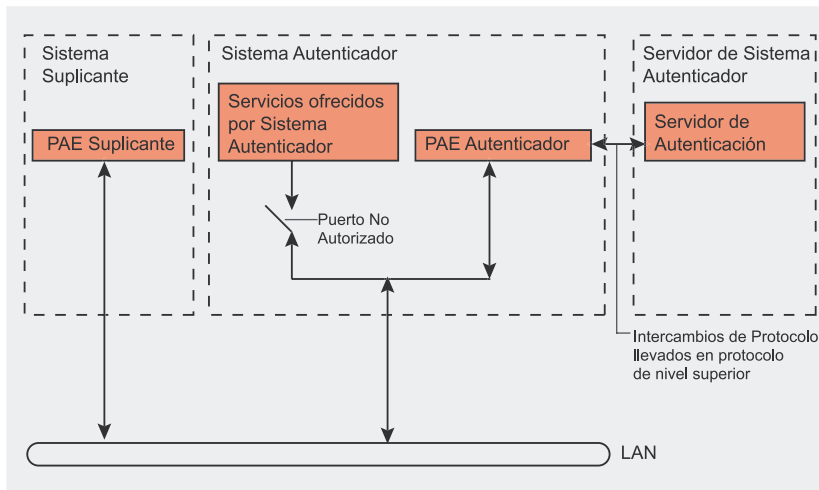 Sistema
Suplicante
PAE Suplicante
Sistema Autenticador
Servicios ofrecidos
por Sistema
Autenticador
PAE Autenticador
Puerto No
Autorizado
Servidor de Sistema
Autenticador
Servidor de
Autenticación
Intercambios de Protocolo
llevados en protocolo
de nivel superior
LAN